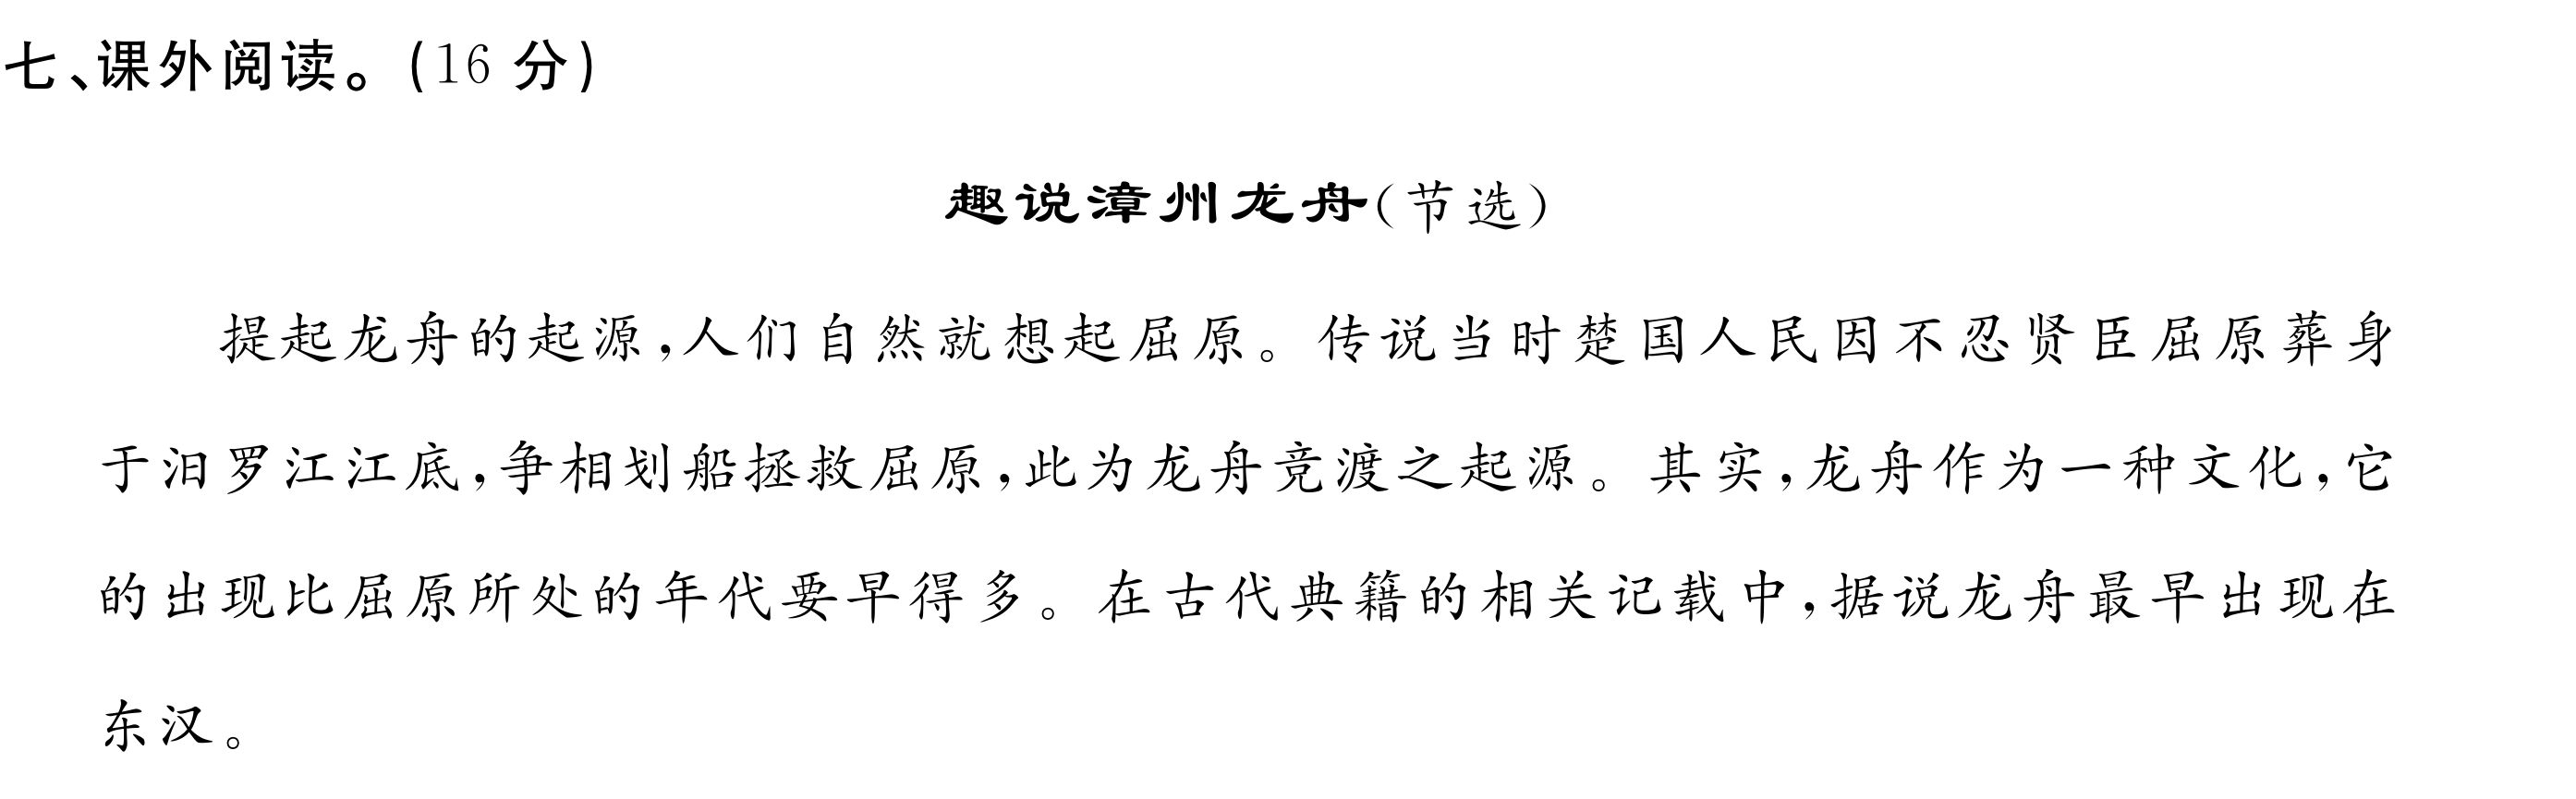 七、课外阅读。(16 分)
趣说漳州龙舟(节选)
提起龙舟的起源,人们自然就想起屈原。传说当时楚国人民因不忍贤臣屈原葬身
于汨罗江江底,争相划船拯救屈原,此为龙舟竞渡之起源。其实,龙舟作为一种文化,它
的出现比屈原所处的年代要早得多。在古代典籍的相关记载中,据说龙舟最早出现在
东汉。